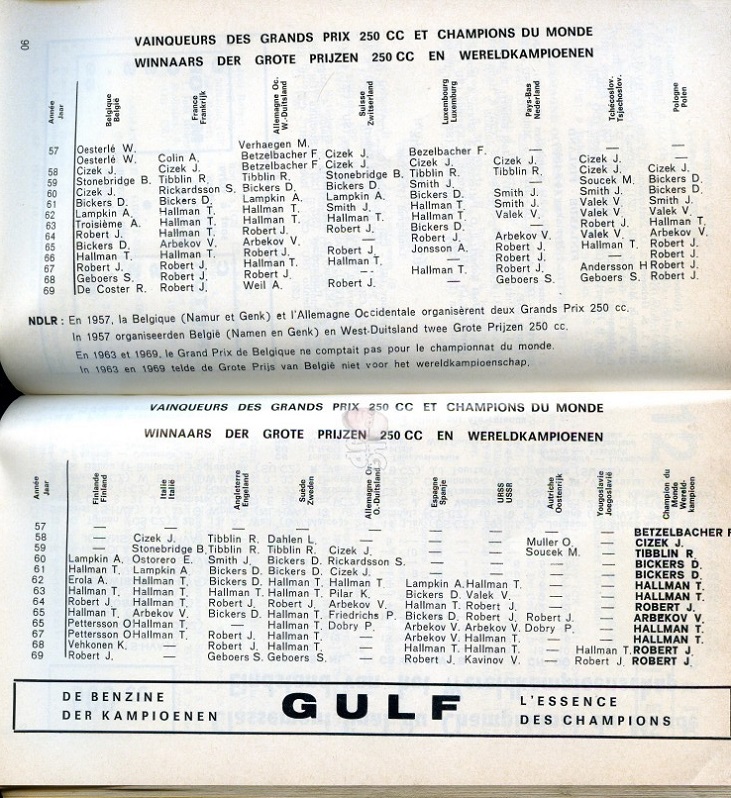 90
VAINQUEURS DES GRANDS PRIX 250 CC ET CHAMPIONS DU MONDE
WINNAARS DER GROTE PRIJZEN 250 CC EN WERELDKAMPIOENEN
Année Jaar Belgique België France Frankrijk Allemagne Oc. W.-Duitsland Suisse Zwitserland Luxembourg Luxemburg Pays-Bas Nederland Tchécoslov. Tsjechoslov. Pologne Polen
57 Oesterlé W. Verhaegen M. — — —
Oesterlé W. Colin A. Betzelbacher F Cizek J. Bezelbacher F.
58 Cizek J. Cizek J. Betzelbacher F Cizek J. Cizek J. Cizek J. Cizek J. —
59 Stonebridge B. Tibblin R. Tibblin R. Stonebridge B. Tibblin R. Tibblin R. Cizek J. Cizek J.
60 Cizek J. Rickardsson S. Bickers D. Bickers D. Smith J. — Soucek M. Bickers D.
61 Bickers D. Bickers D. Lampkin A. Lampkin A. Bickers D. Smith J. Smith J. Bickers D.
62 Lampkin A. Hallman T. Hallman T. Smith J. Hallman T. Smith J. Valek V. Valek V.
63 Troisième A. Hallman T. Hallman T. Hallman T. Hallman T. Valek V. Valek V. Valek V.
64 Robert J. Hallman T. Robert J. Robert J. Bickers D. — Robert J. Hallman T.
65 Bickers D. Arbekov V. Arbekov V. — Robert J. Arbekov V. Valek V. Arbekov V.
66 Hallman T. Hallman T. Robert J. Robert J. Jonsson A. Robert J. Hallman T. Robert J.
67 Robert J. Robert J. Hallman T. Hallman T. — Robert J. — Robert J.
68 Geboers S. Robert J. Robert J. — Hallman T. Robert J. Andersson H Robert J.
69 De Coster R. Robert J. Weil A. Robert J. — Geboers S. Geboers S. Robert J.
NDLR : En 1957, la Belgique (Namur et Genk) et l'Allemagne Occidentale organisèrent deux Grands Prix 250 cc.
In 1957 organiseerden België (Namen en Genk) en West-Duitsland twee Grote Prijzen 250 cc.
En 1963 et 1969, le Grand Prix de Belgique ne comptait pas pour le championnat du monde.
In 1963 en 1969 telde de Grote Prijs van België niet voor het wereldkampioenschap.
VAINQUEURS DES GRANDS PRIX 250 CC ET CHAMPIONS DU MONDE
WINNAARS DER GROTE PRIJZEN 250 CC EN WERELDKAMPIOENEN
Année Jaar Finlande Finland Italie Italië Angleterre Engeland Suède Zweden Allemagne Or. O.-Duitsland Espagne Spanje URSS USSR Autriche Oostenrijk Yougoslavië Joegoslavië Champion du Monde Wereld-kampioen
57 — — — — — — — — — BETZELBACHER F
58 — Cizek J. Tibblin R. Dahlen L. — — — Muller O. — CIZEK J.
59 — Stonebridge B. Tibblin R. Tibblin R. Cizek J. — — Soucek M. — TIBBLIN R.
60 Lampkin A. Ostorero E. Smith J. Bickers D. Rickardsson S. — — — — BICKERS D.
61 Hallman T. Lampkin A. Bickers D. Bickers D. Cizek J. — — — — BICKERS D.
62 Erola A. Hallman T. Bickers D. Hallman T. Hallman T. Lampkin A. Hallman T. — — HALLMAN T.
63 Hallman T. Hallman T. Hallman T. Hallman T. Pilar K. Bickers D. Valek V. — — HALLMAN T.
64 Robert J. Hallman T. Robert J. Robert J. Arbekov V. Hallman T. Robert J. — — ROBERT J.
65 Hallman T. Arbekov V. Bickers D. Hallman T. Friedrichs P. Bickers D. Robert J. Robert J. — ARBEKOV V.
65 Pettersson O Hallman T. — Hallman T. Dobry P. Arbekov V. Arbekov V. Dobry P. — HALLMAN T.
67 Pettersson O Hallman T. Robert J. Hallman T. — Arbekov V. Hallman T. — — HALLMAN T.
68 Vehkonen K. — Robert J. Hallman T. — Hallman T. Hallman T. — Hallman T. ROBERT J.
69 Robert J. — Geboers S. Geboers S. — Robert J. Kavinov V. — Robert J. ROBERT J.
DE BENZINE
DER KAMPIOENEN
GULF
L'ESSENCE
DES CHAMPIONS